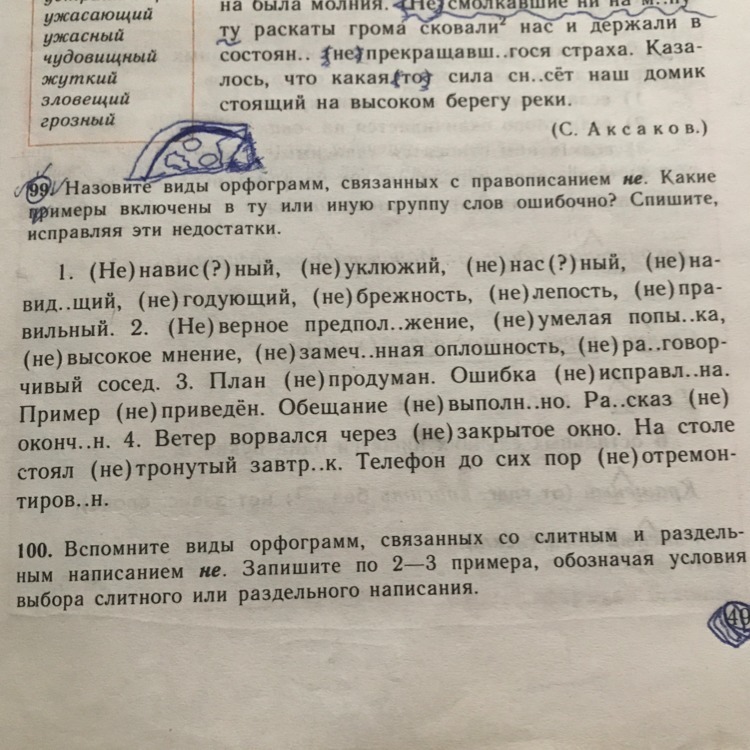 ужасающий
ужасный
чудовищный
жуткий
зловещий
грозный
на была молния. (Не)смолкавшие ни на м..ну
ту раскаты грома сковали² нас и держали в
состоян.. (не)прекращавш..гося страха. Каза-
лось, что какая(то) сила сн..сёт наш домик
стоящий на высоком берегу реки.
(С. Аксаков.)
99. Назовите виды орфограмм, связанных с правописанием не. Какие
примеры включены в ту или иную группу слов ошибочно? Спишите,
исправляя эти недостатки.
1. (Не)навис(?)ный, (не)уклюжий, (не)нас(?)ный, (не)на-
вид..щий, (не)годующий, (не)брежность, (не)лепость, (не)пра-
вильный. 2. (Не)верное предпол..жение, (не)умелая попы..ка,
(не)высокое мнение, (не)замеч..нная оплошность, (не)ра..говор-
чивый сосед. 3. План (не)продуман. Ошибка (не)исправл..на.
Пример (не)приведён. Обещание (не)выполн..но. Ра..сказ (не)
оконч..н. 4. Ветер ворвался через (не)закрытое окно. На столе
стоял (не)тронутый завтр..к. Телефон до сих пор (не)отремон-
тиров..н.
100. Вспомните виды орфограмм, связанных со слитным и раздель-
ным написанием не. Запишите по 2—3 примера, обозначая условия
выбора слитного или раздельного написания.